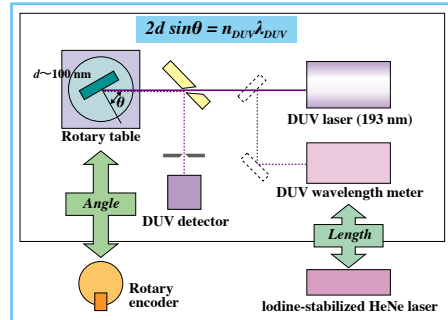 2d sinθ = nDUVλDUV
d～100 nm
θ
Rotary table
DUV laser (193 nm)
DUV wavelength meter
DUV detector
Angle
Length
Rotary
encoder
Iodine-stabilized HeNe laser